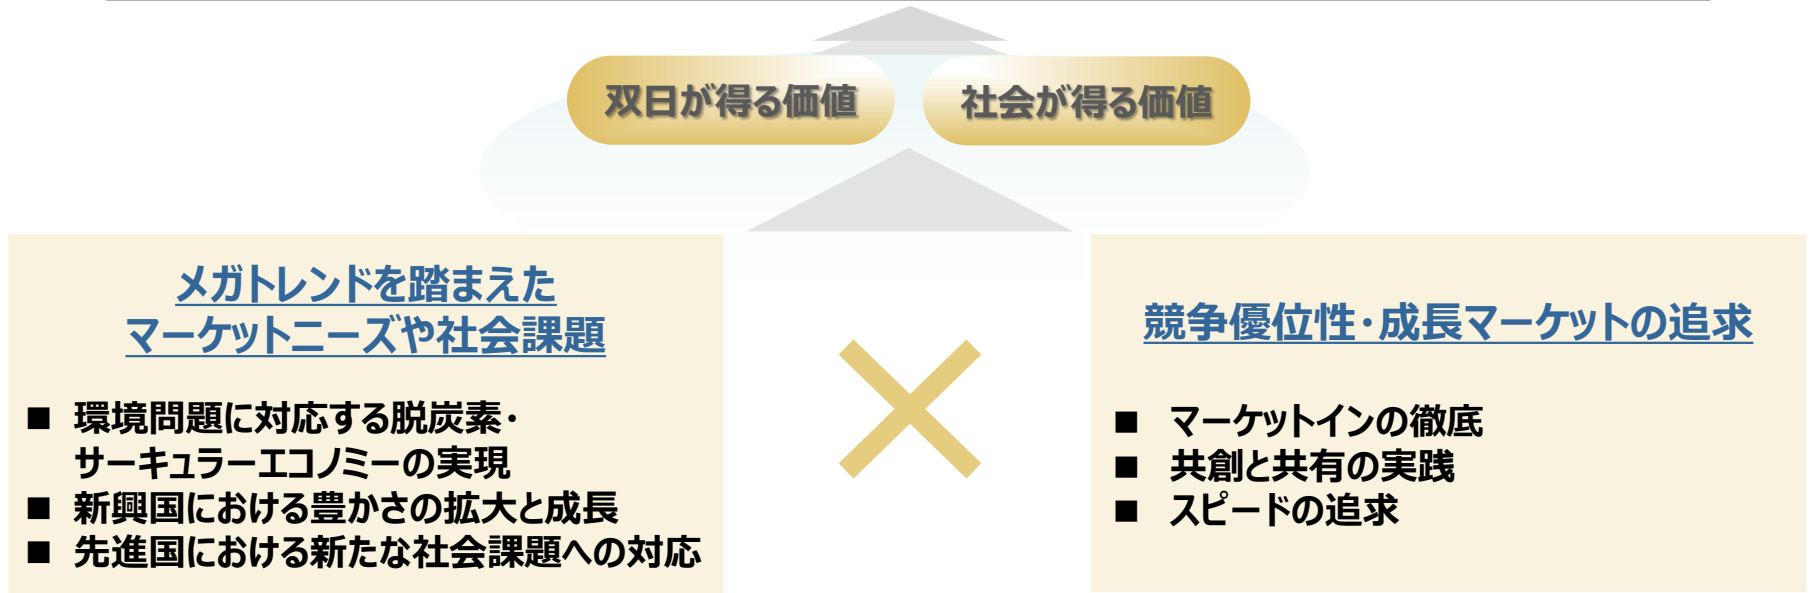 双日が得る価値
社会が得る価値
メガトレンドを踏まえた
マーケットニーズや社会課題
■ 環境問題に対応する脱炭素・
サーキュラーエコノミーの実現
■ 新興国における豊かさの拡大と成長
■ 先進国における新たな社会課題への対応
競争優位性・成長マーケットの追求
■ マーケットインの徹底
■ 共創と共有の実践
■ スピードの追求